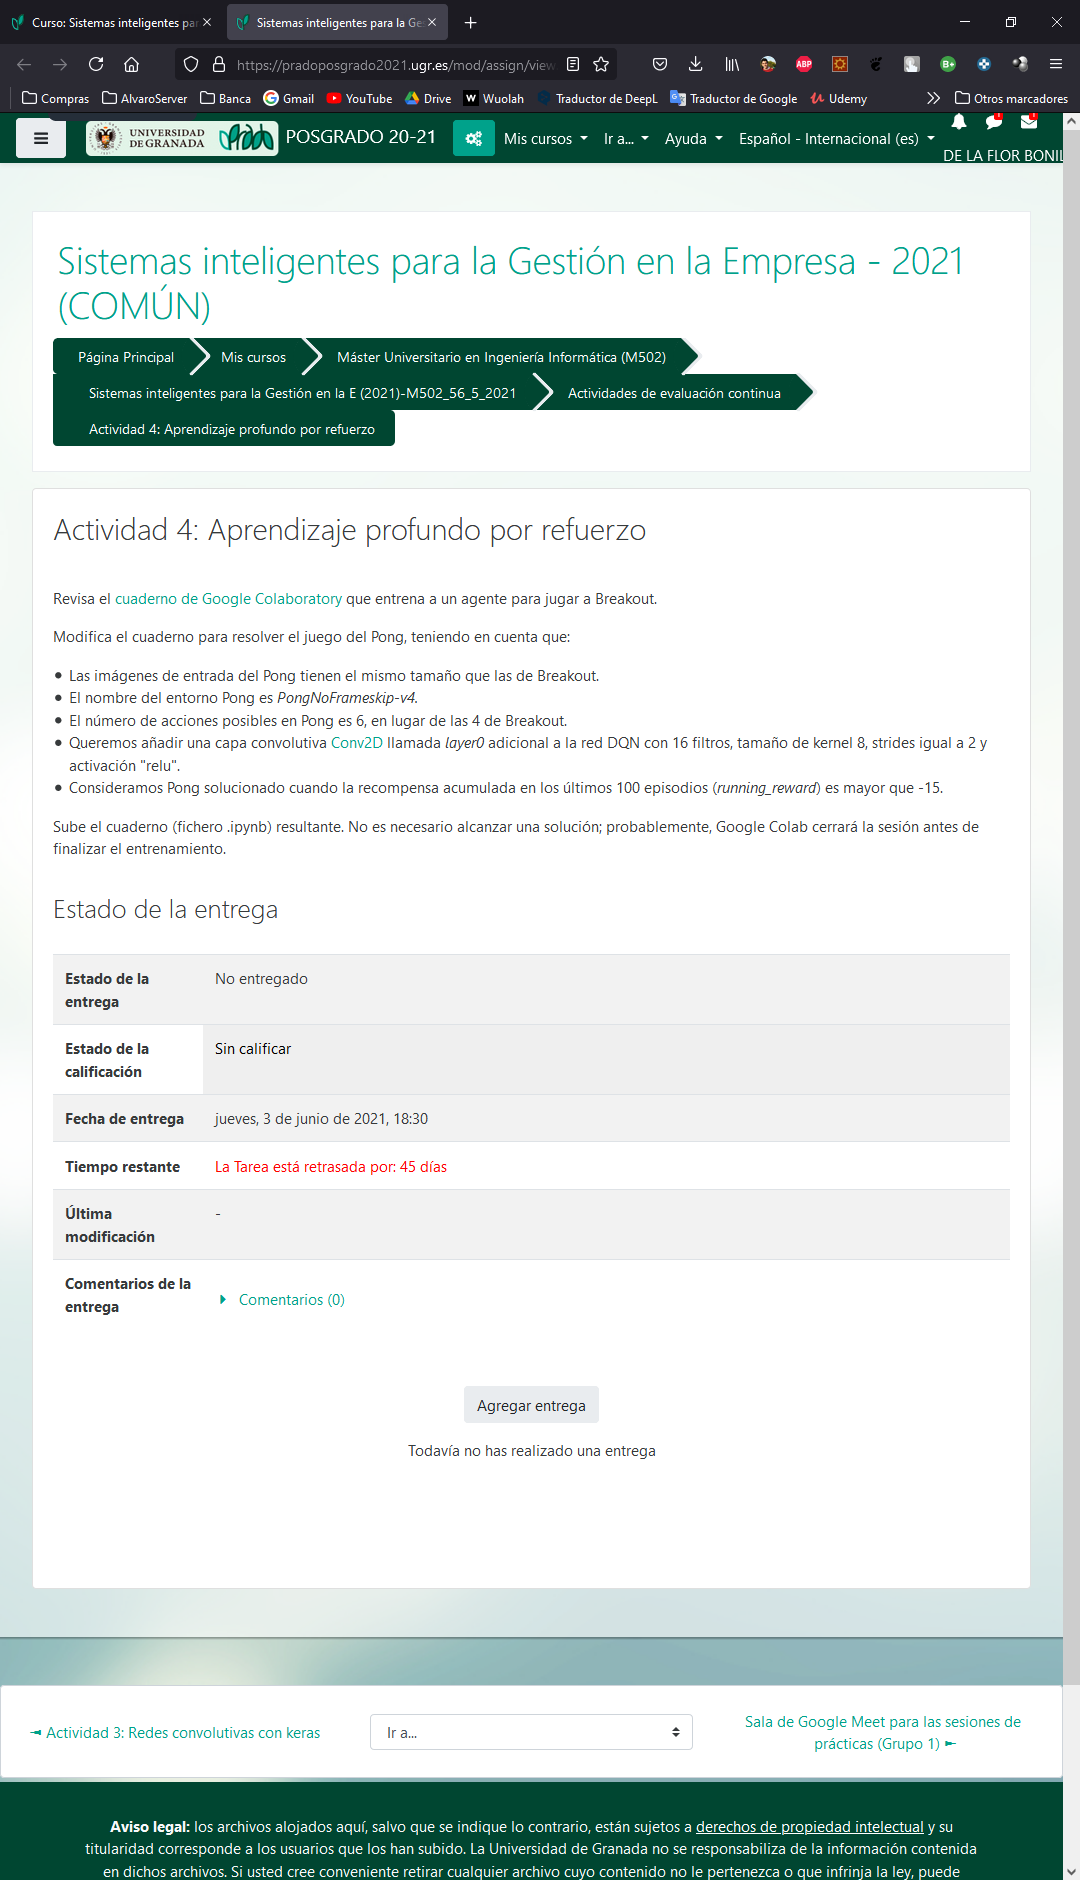 Curso: Sistemas inteligentes par
Sistemas inteligentes para la Ge
https://pradoposgrado2021.ugr.es/mod/assign/view
Compras AlvaroServer Banca Gmail YouTube Drive Wuolah Traductor de DeepL Traductor de Google Udemy Otros marcadores
UNIVERSIDAD DE GRANADA POSGRADO 20-21 Mis cursos Ir a... Ayuda Español - Internacional (es)
DE LA FLOR BONIL
Sistemas inteligentes para la Gestión en la Empresa - 2021
(COMÚN)
Página Principal Mis cursos Máster Universitario en Ingeniería Informática (M502)
Sistemas inteligentes para la Gestión en la E (2021)-M502_56_5_2021 Actividades de evaluación continua
Actividad 4: Aprendizaje profundo por refuerzo
Actividad 4: Aprendizaje profundo por refuerzo
Revisa el cuaderno de Google Colaboratory que entrena a un agente para jugar a Breakout.
Modifica el cuaderno para resolver el juego del Pong, teniendo en cuenta que:
• Las imágenes de entrada del Pong tienen el mismo tamaño que las de Breakout.
• El nombre del entorno Pong es PongNoFrameskip-v4.
• El número de acciones posibles en Pong es 6, en lugar de las 4 de Breakout.
• Queremos añadir una capa convolutiva Conv2D llamada layer0 adicional a la red DQN con 16 filtros, tamaño de kernel 8, strides igual a 2 y
activación "relu".
• Consideramos Pong solucionado cuando la recompensa acumulada en los últimos 100 episodios (running_reward) es mayor que -15.
Sube el cuaderno (fichero .ipynb) resultante. No es necesario alcanzar una solución; probablemente, Google Colab cerrará la sesión antes de
finalizar el entrenamiento.
Estado de la entrega
Estado de la
entrega
No entregado
Estado de la
calificación
Sin calificar
Fecha de entrega jueves, 3 de junio de 2021, 18:30
Tiempo restante La Tarea está retrasada por: 45 días
Última
modificación
-
Comentarios de la
entrega
Comentarios (0)
Agregar entrega
Todavía no has realizado una entrega
◄ Actividad 3: Redes convolutivas con keras
Ir a...
Sala de Google Meet para las sesiones de
prácticas (Grupo 1) ►
Aviso legal: los archivos alojados aquí, salvo que se indique lo contrario, están sujetos a derechos de propiedad intelectual y su
titularidad corresponde a los usuarios que los han subido. La Universidad de Granada no se responsabiliza de la información contenida
en dichos archivos. Si usted cree conveniente retirar cualquier archivo cuyo contenido no le pertenezca o que infrinja la ley, puede